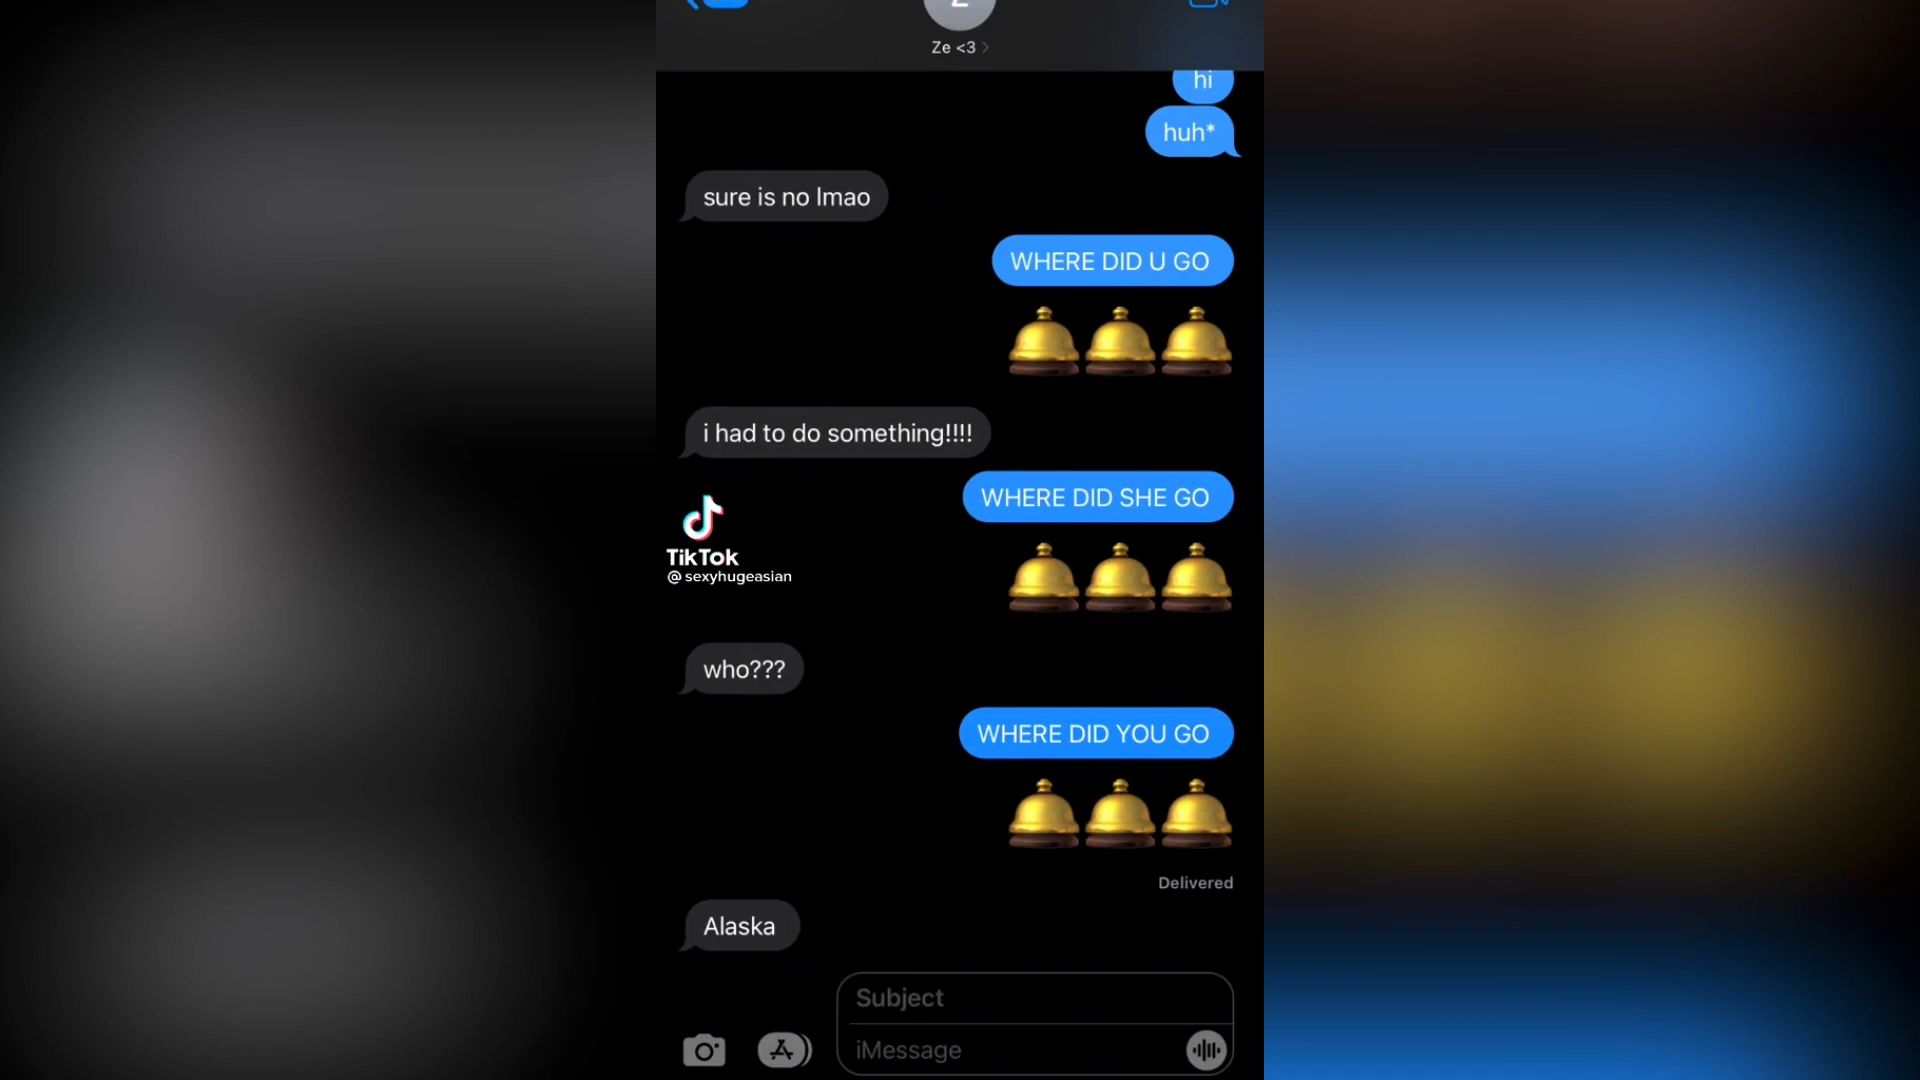 Ze <3
hi
huh*
sure is no lmao
WHERE DID U GO
i had to do something!!!!
WHERE DID SHE GO
TikTok
@sexyhugeasian
who???
WHERE DID YOU GO
Delivered
Alaska
Subject
iMessage